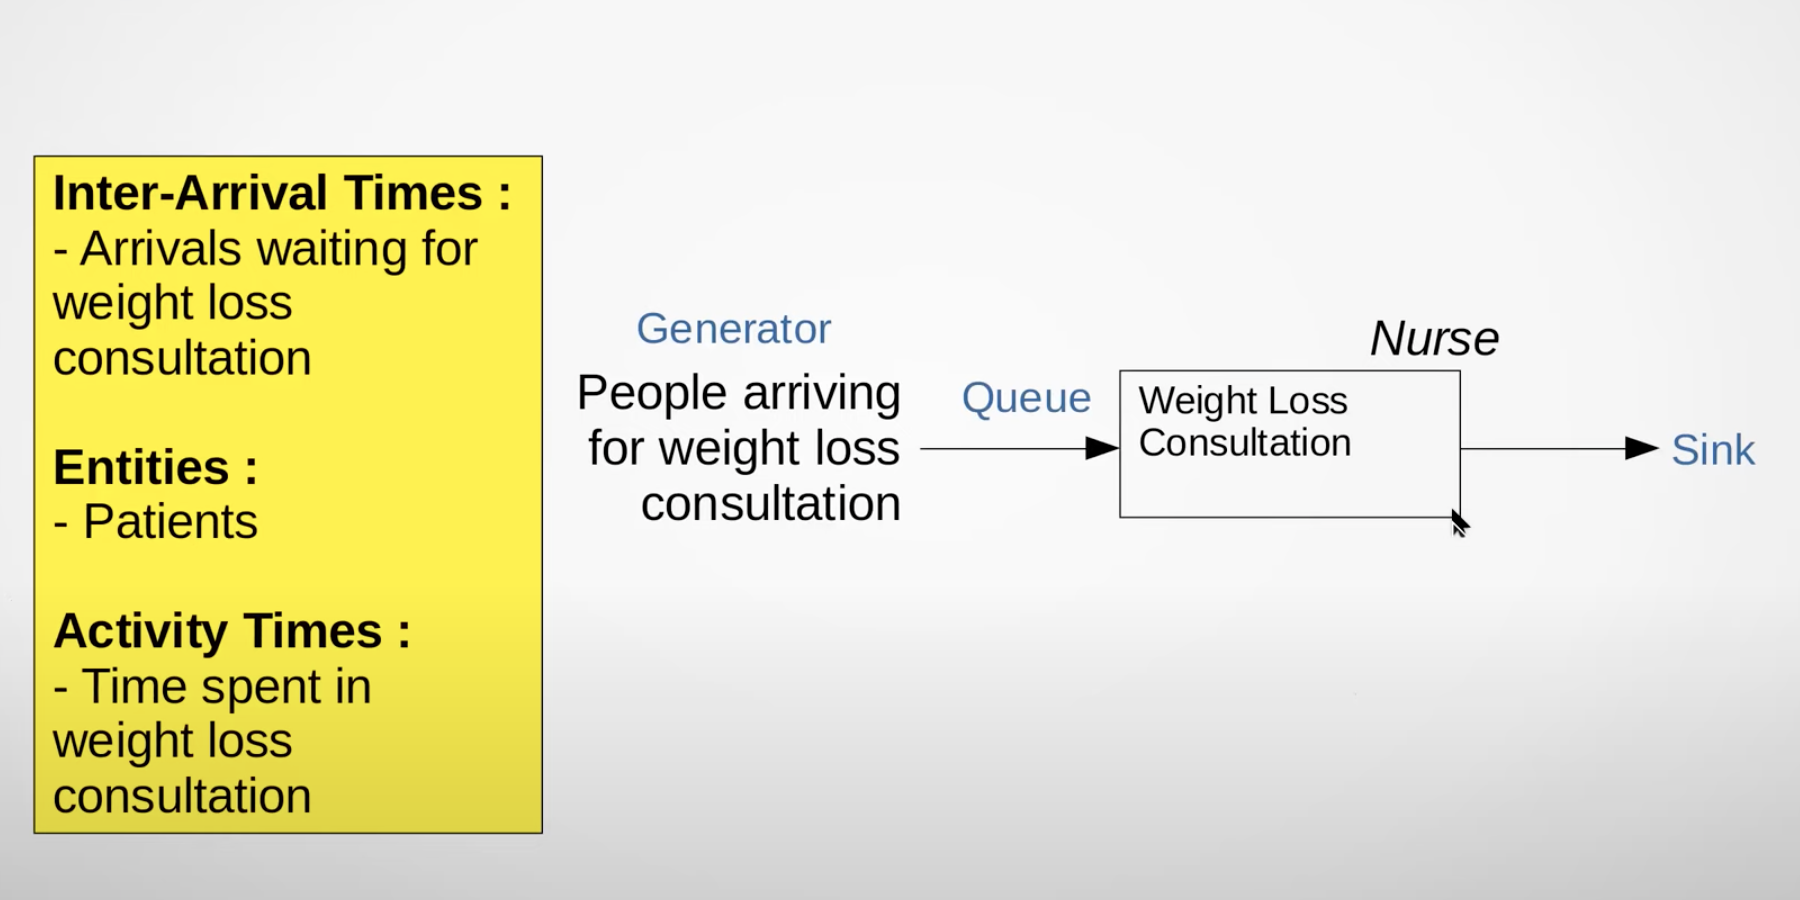 Inter-Arrival Times :
- Arrivals waiting for
weight loss
consultation
Entities :
- Patients
Activity Times :
- Time spent in
weight loss
consultation
Generator
People arriving
for weight loss
consultation
Queue
Nurse
Weight Loss
Consultation
Sink